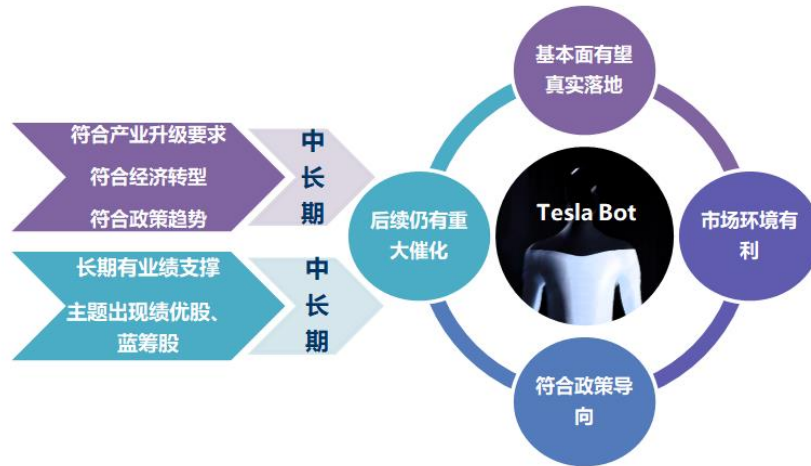 符合产业升级要求
符合经济转型
符合政策趋势
中
长
期
长期有业绩支撑
主题出现绩优股、
蓝筹股
中
长
期
基本面有望
真实落地
后续仍有重
大催化
Tesla Bot
市场环境有
利
符合政策导
向